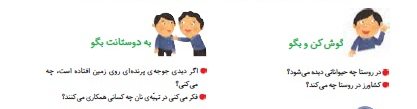 گوش کن و بگو
در روستا چه حیواناتی دیده می‌شود؟
کشاورز در روستا چه می‌کند؟
به دوستانت بگو
اگر دیدی جوجه‌ی پرنده‌ای روی زمین افتاده است، چه
می‌کنی؟
فکر می‌کنی در تهیّه‌ی نان چه کسانی همکاری می‌کنند؟